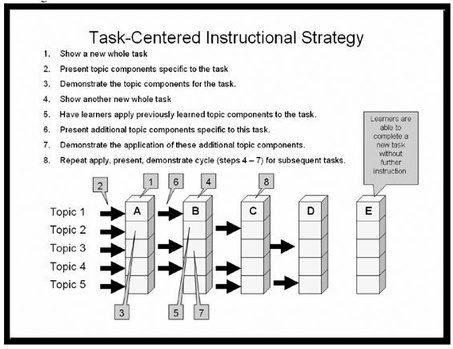 Task-Centered Instructional Strategy
1. Show a new whole task
2. Present topic components specific to the task
3. Demonstrate the topic components for the task.
4. Show another new whole task
5. Have learners apply previously learned topic components to the task.
6. Present additional topic components specific to this task.
7. Demonstrate the application of these additional topic components.
8. Repeat apply, present, demonstrate cycle (steps 4 – 7) for subsequent tasks.
Learners are
able to
complete a
new task
without
further
instruction
2
1
6
4
8
Topic 1
A
B
C
D
E
Topic 2
Topic 3
Topic 4
Topic 5
3
5
7